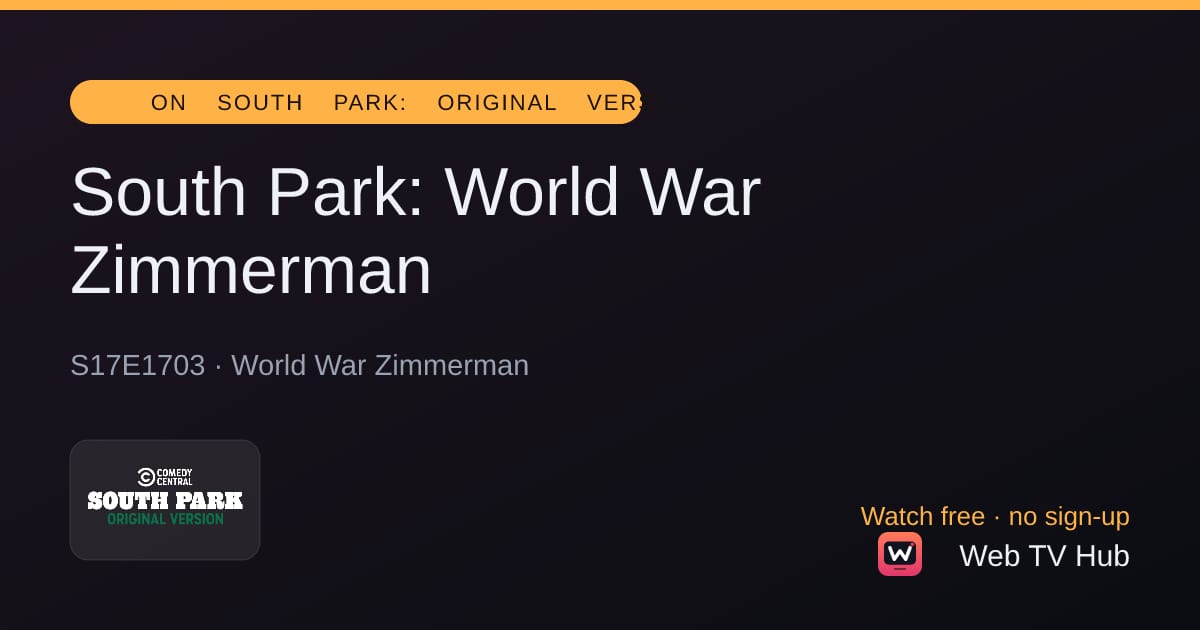 ON SOUTH PARK: ORIGINAL VERS
South Park: World War
Zimmerman
S17E1703 · World War Zimmerman
COMEDY
CENTRAL
SOUTH PARK
ORIGINAL VERSION
Watch free · no sign-up
W
Web TV Hub